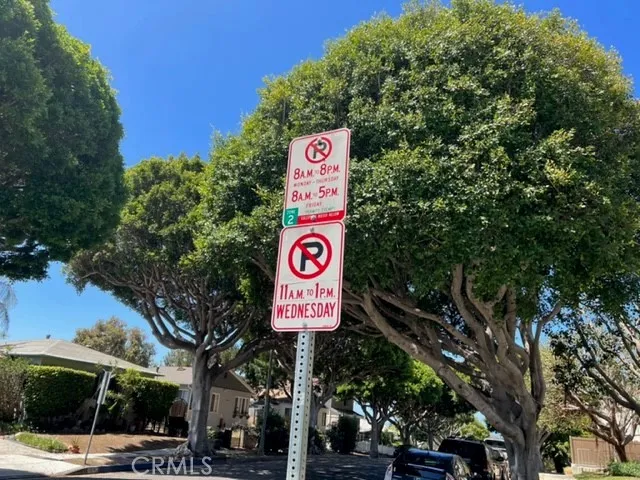 P
8A.M. TO 8P.M.
MONDAY - THURSDAY
8A.M. TO 5P.M.
FRIDAY
2
P
11A.M. TO 1P.M.
WEDNESDAY
CRMLS